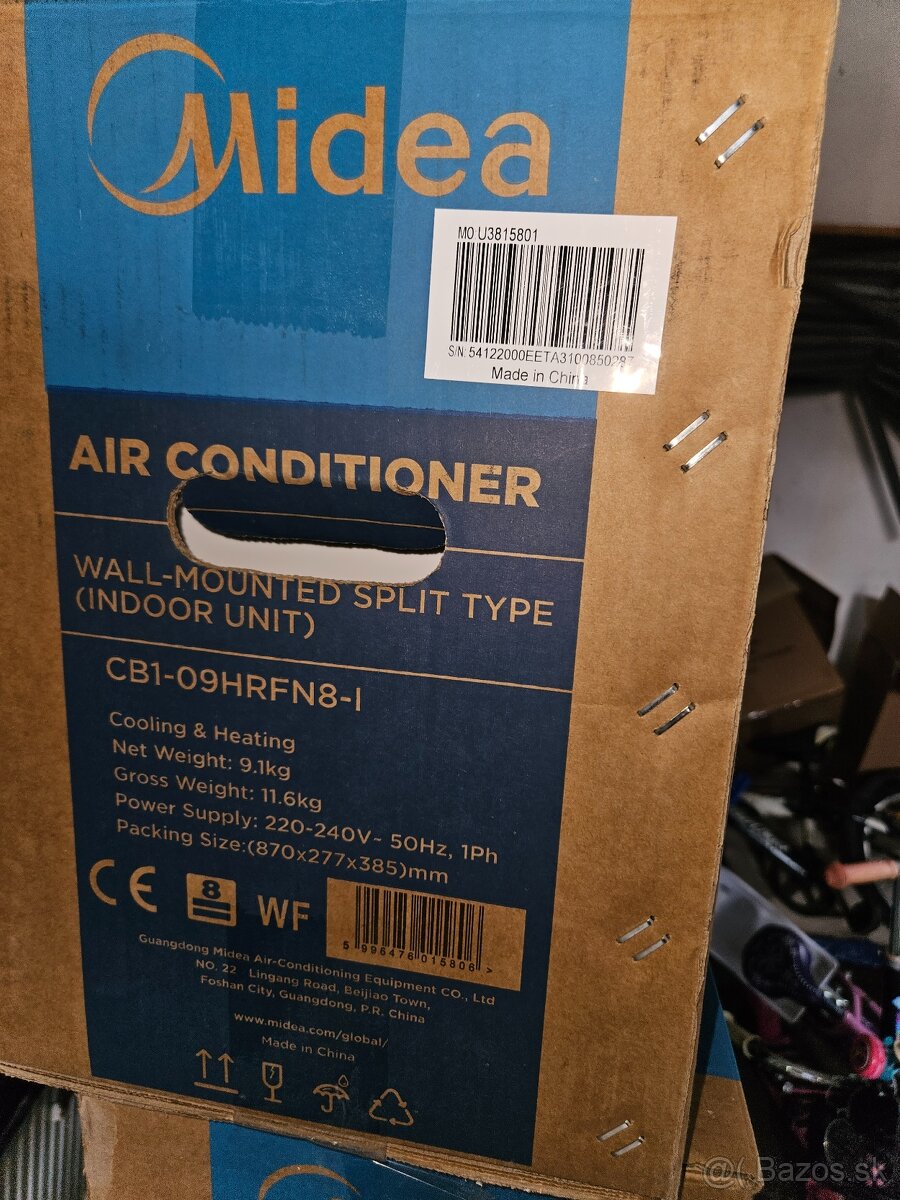 Midea
MO U3815801
S/N: 54122000EETA3100850287
Made in China
AIR CONDITIONER
WALL-MOUNTED SPLIT TYPE
(INDOOR UNIT)
CB1-09HRFN8-I
Cooling & Heating
Net Weight: 9.1kg
Gross Weight: 11.6kg
Power Supply: 220-240V~ 50Hz, 1Ph
Packing Size:(870x277x385)mm
CE 8 WF
5 996476 015806 >
Guangdong Midea Air-Conditioning Equipment CO., Ltd
NO. 22 Lingang Road, Beijiao Town,
Foshan City, Guangdong, P.R. China
www.midea.com/global/
Made in China
@( Bazos.sk